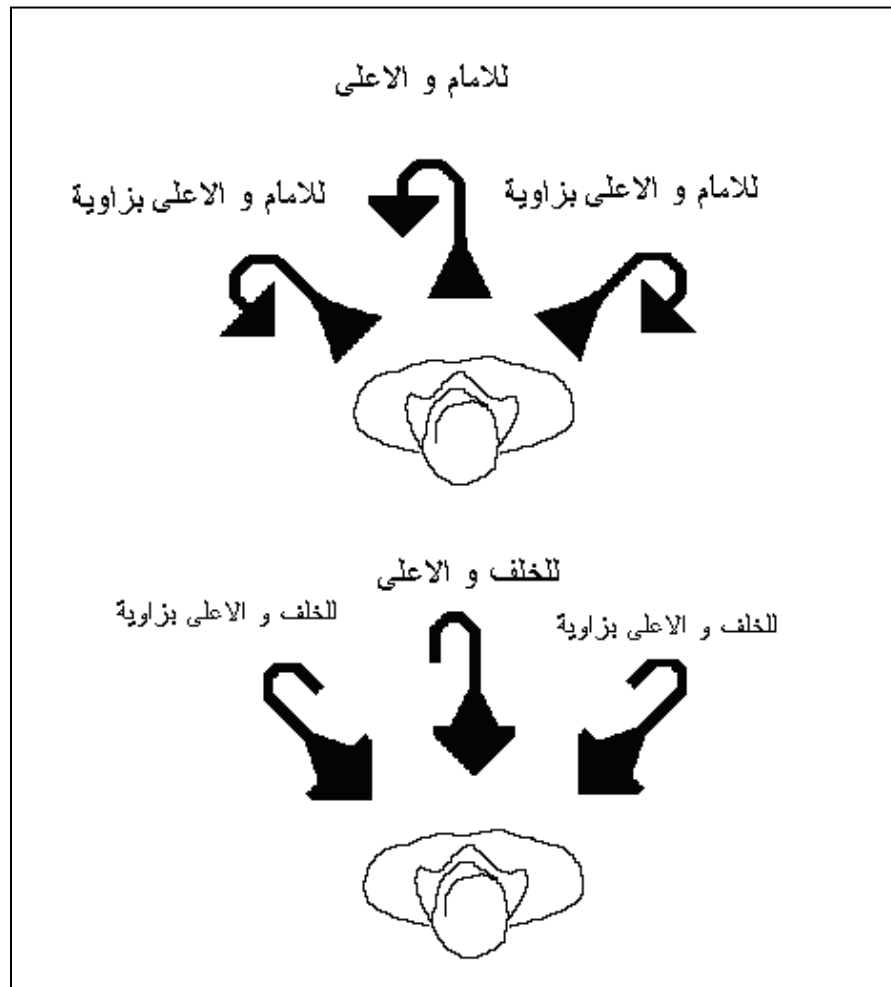 للامام و الاعلى
للامام و الاعلى بزاوية
للامام و الاعلى بزاوية
للخلف و الاعلى
للخلف و الاعلى بزاوية
للخلف و الاعلى بزاوية